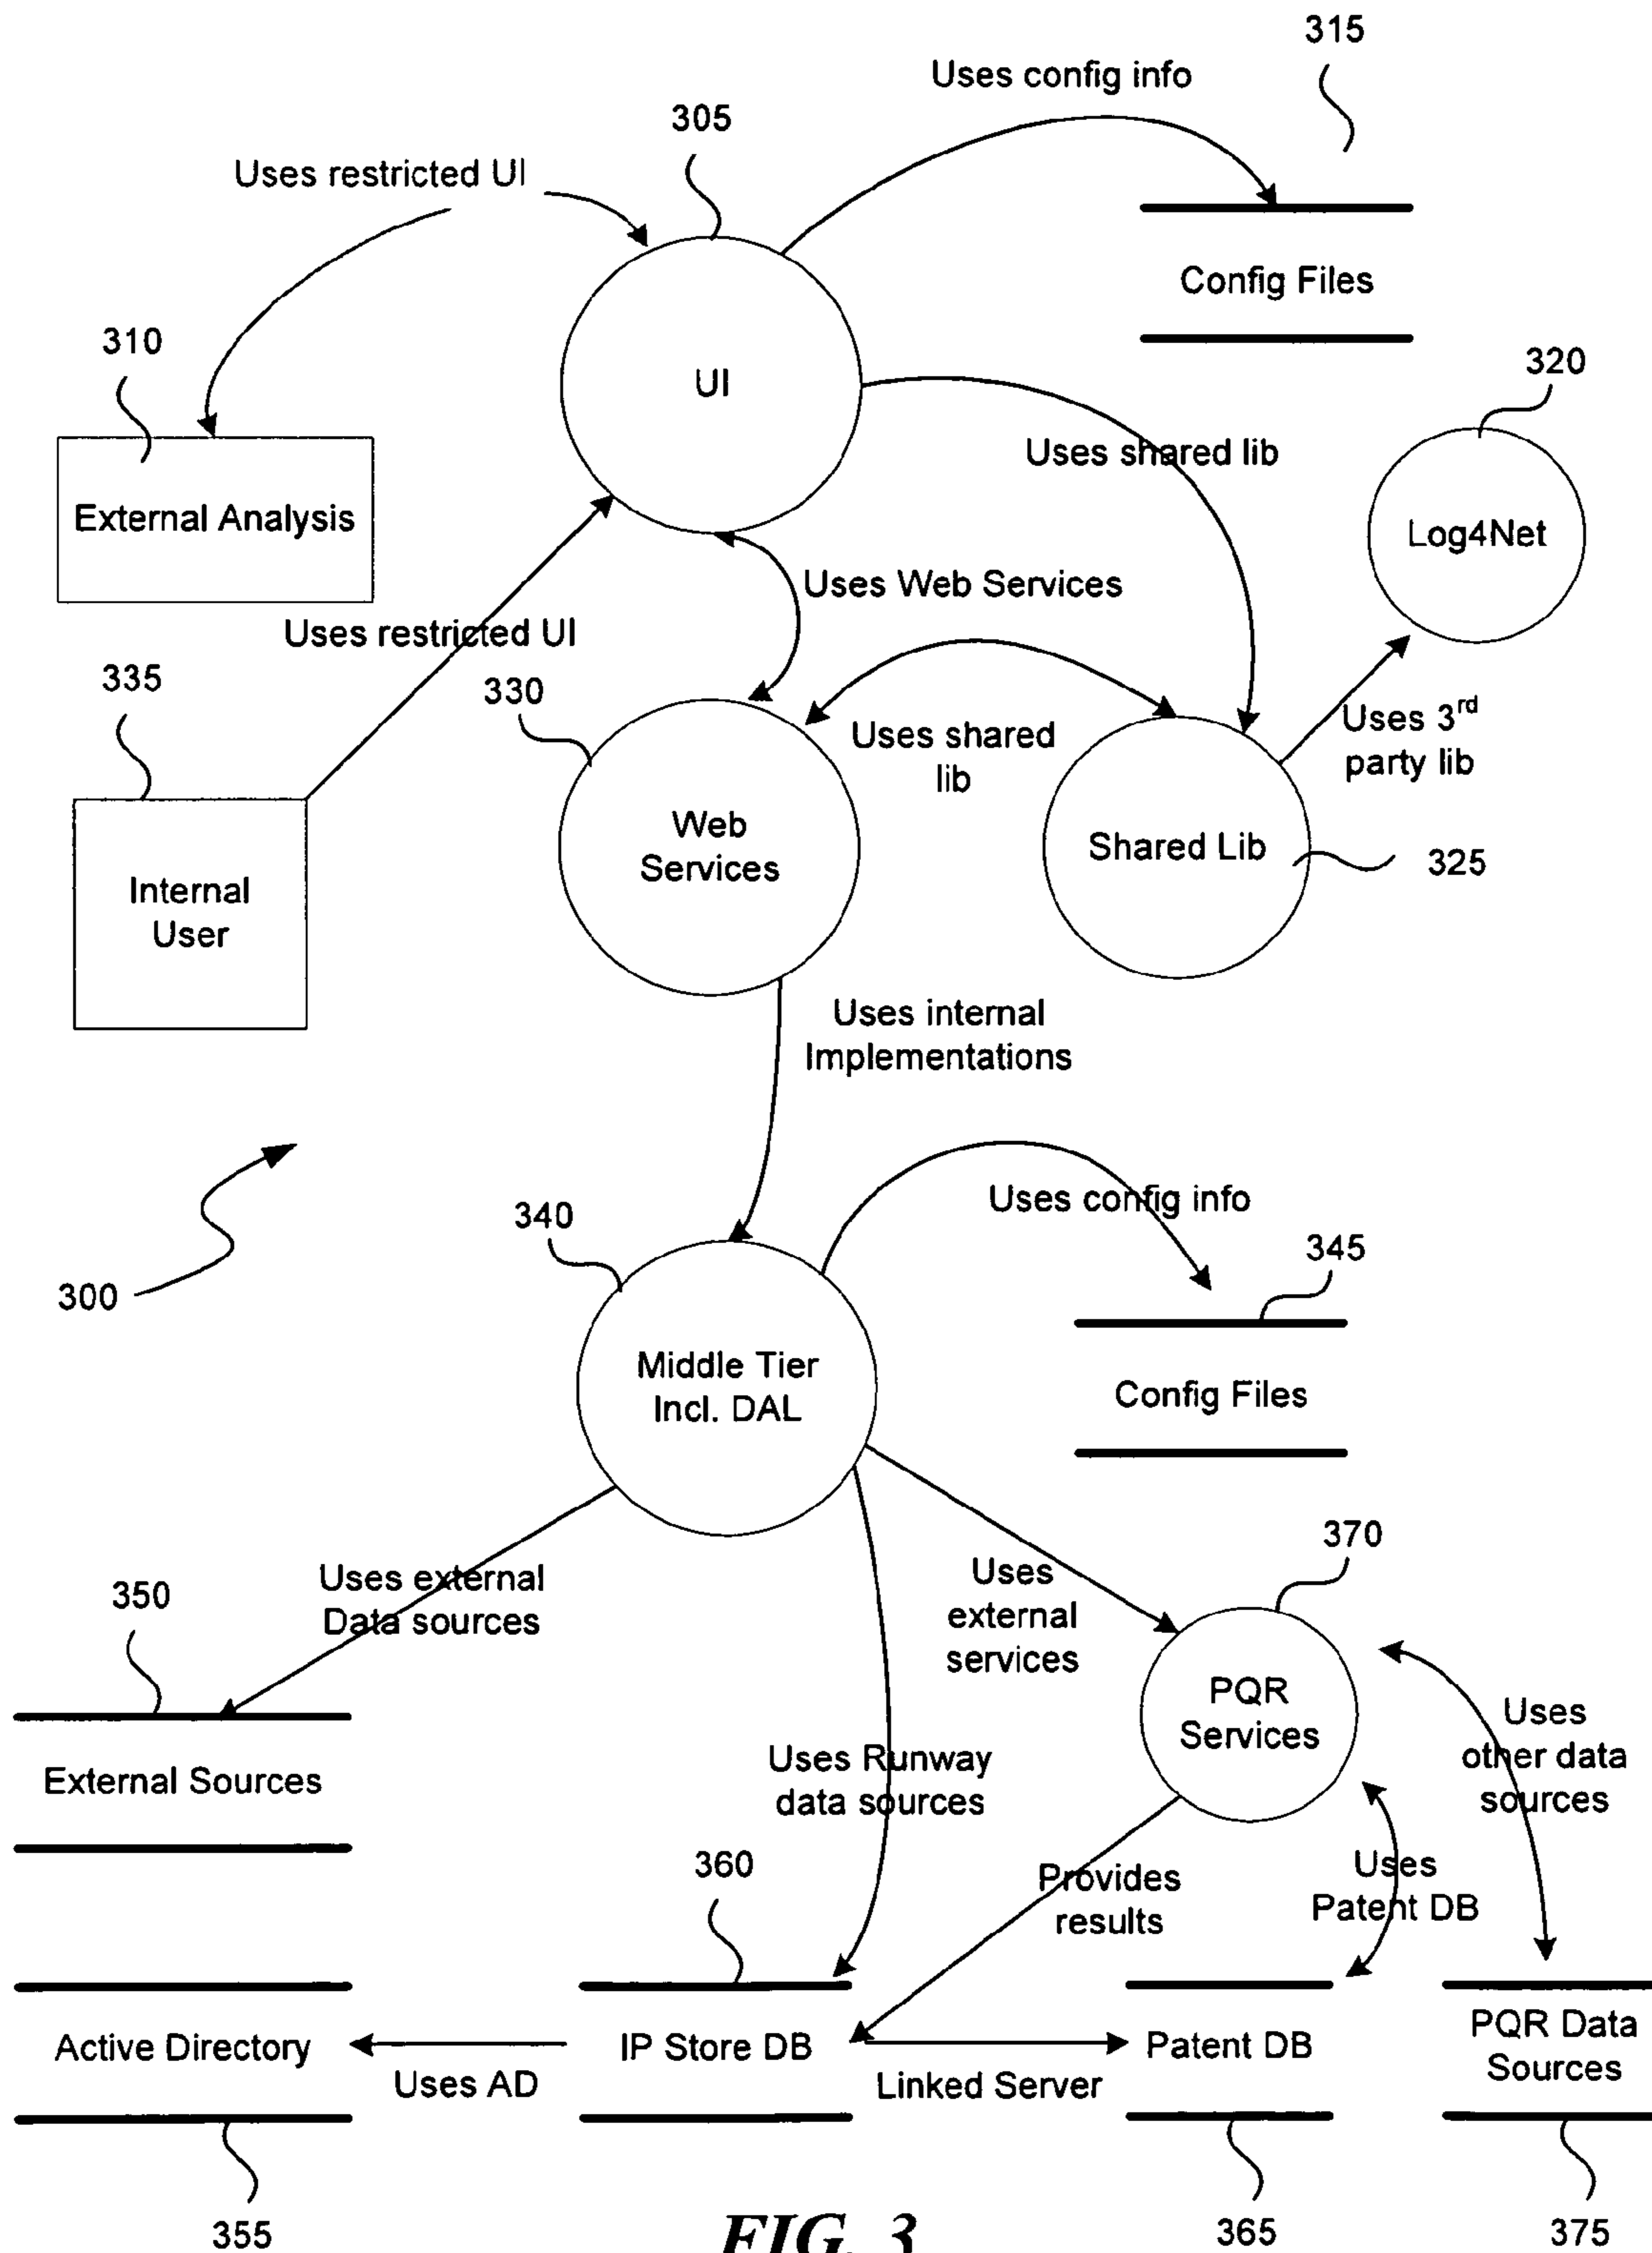 315
Uses config info
305
Uses restricted UI
Config Files
310
UI
320
Uses shared lib
External Analysis
Log4Net
Uses Web Services
Uses restricted UI
335
330
Uses shared
lib
Uses 3rd
party lib
Web
Services
Shared Lib
325
Internal
User
Uses internal
Implementations
Uses config info
340
345
300
Middle Tier
Incl. DAL
Config Files
370
Uses external
Data sources
Uses
external
services
350
PQR
Services
Uses
other data
sources
External Sources
Uses Runway
data sources
360
Provides
results
Uses
Patent DB
Active Directory
Uses AD
IP Store DB
Linked Server
Patent DB
PQR Data
Sources
355
365
375
FIG. 3